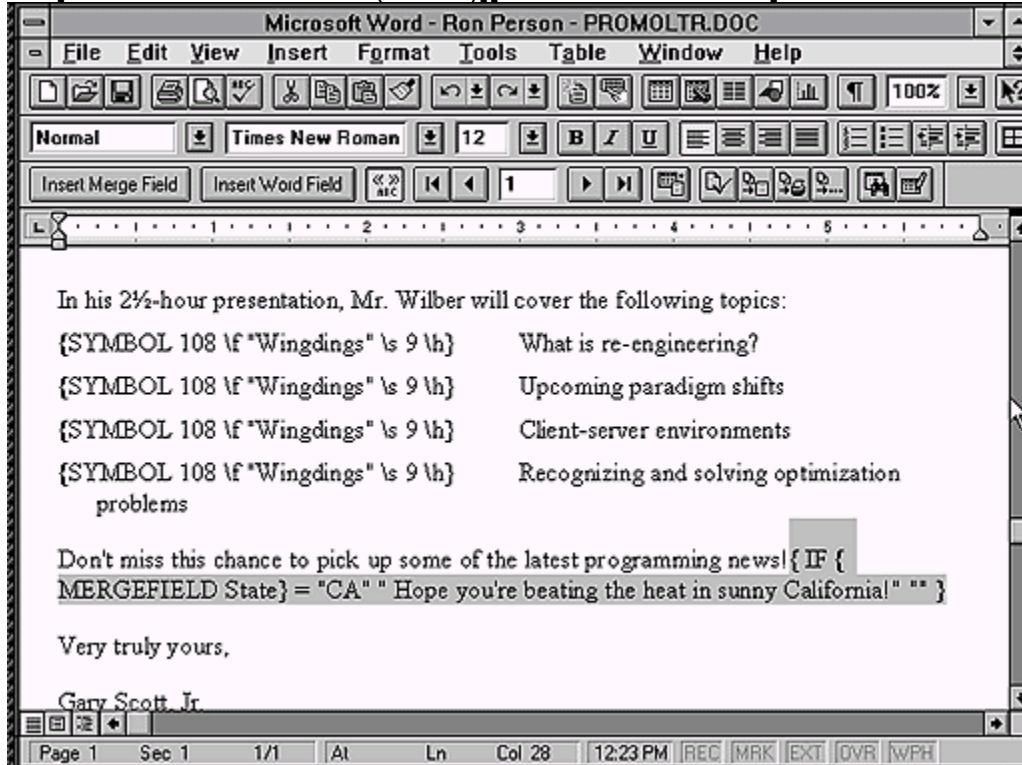 Microsoft Word - Ron Person - PROMOLTR.DOC
File Edit View Insert Format Tools Table Window Help
100%
Normal Times New Roman 12 B I U
Insert Merge Field Insert Word Field « » ABC 1
1 2 3 4 5
In his 2½-hour presentation, Mr. Wilber will cover the following topics:
{SYMBOL 108 \f "Wingdings" \s 9 \h} What is re-engineering?
{SYMBOL 108 \f "Wingdings" \s 9 \h} Upcoming paradigm shifts
{SYMBOL 108 \f "Wingdings" \s 9 \h} Client-server environments
{SYMBOL 108 \f "Wingdings" \s 9 \h} Recognizing and solving optimization
problems
Don't miss this chance to pick up some of the latest programming news!{ IF {
MERGEFIELD State} = "CA" " Hope you're beating the heat in sunny California!" "" }
Very truly yours,
Gary Scott, Jr.
Page 1 Sec 1 1/1 At Ln Col 28 12:23 PM REC MRK EXT OVR WPH